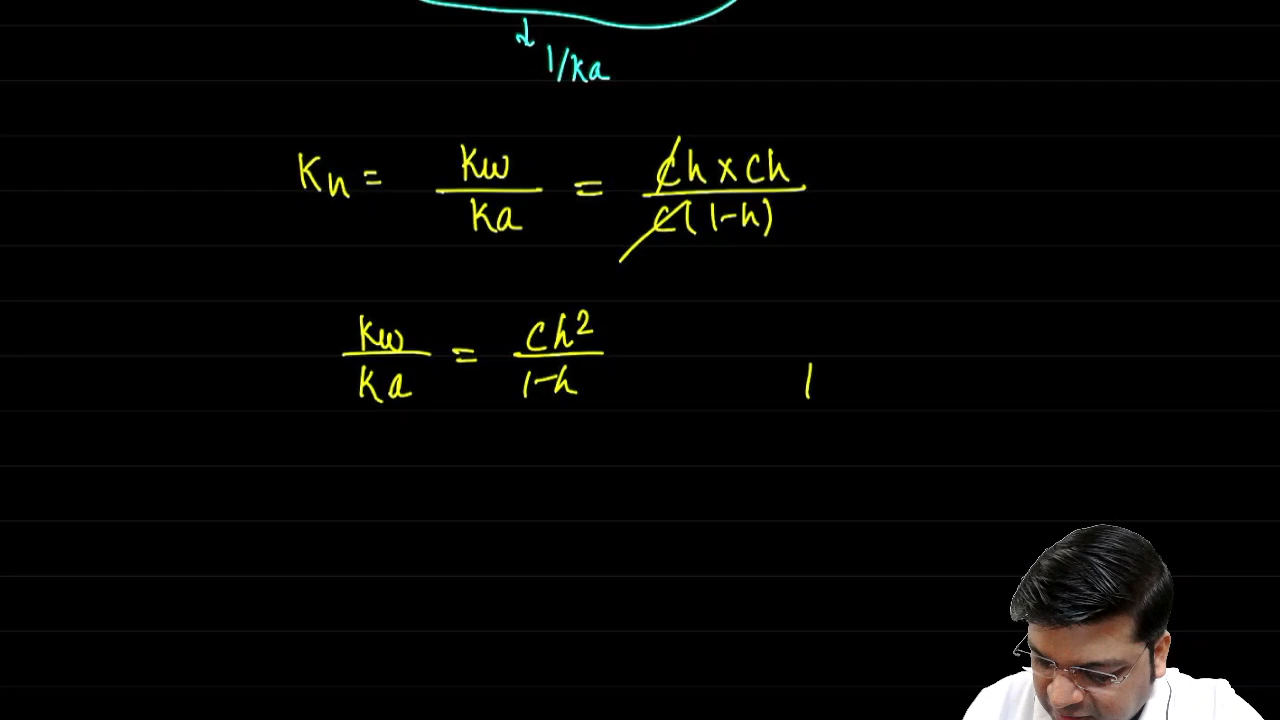 1/Ka
Kh = Kw/Ka = Ch x Ch/C(1-h)
Kw/Ka = Ch²/1-h 1